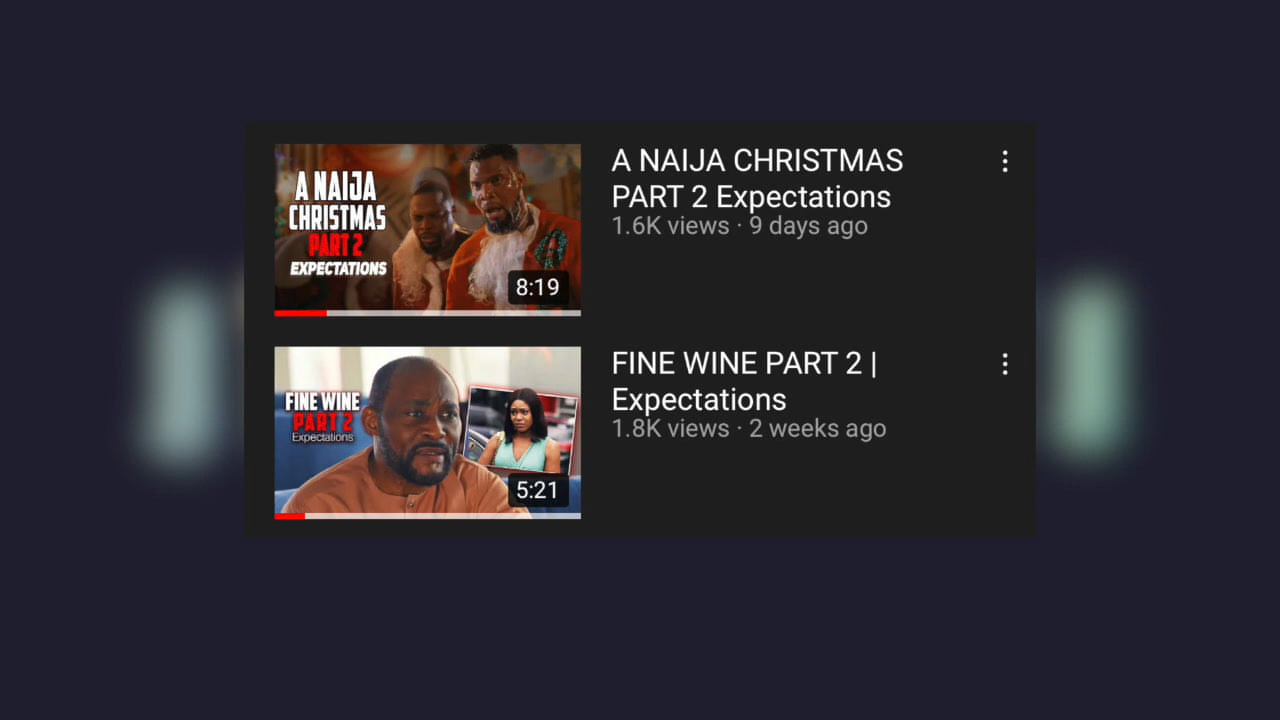 A NAIJA
CHRISTMAS
PART 2
EXPECTATIONS
8:19
A NAIJA CHRISTMAS
PART 2 Expectations
1.6K views · 9 days ago
FINE WINE
PART 2
Expectations
5:21
FINE WINE PART 2 |
Expectations
1.8K views · 2 weeks ago